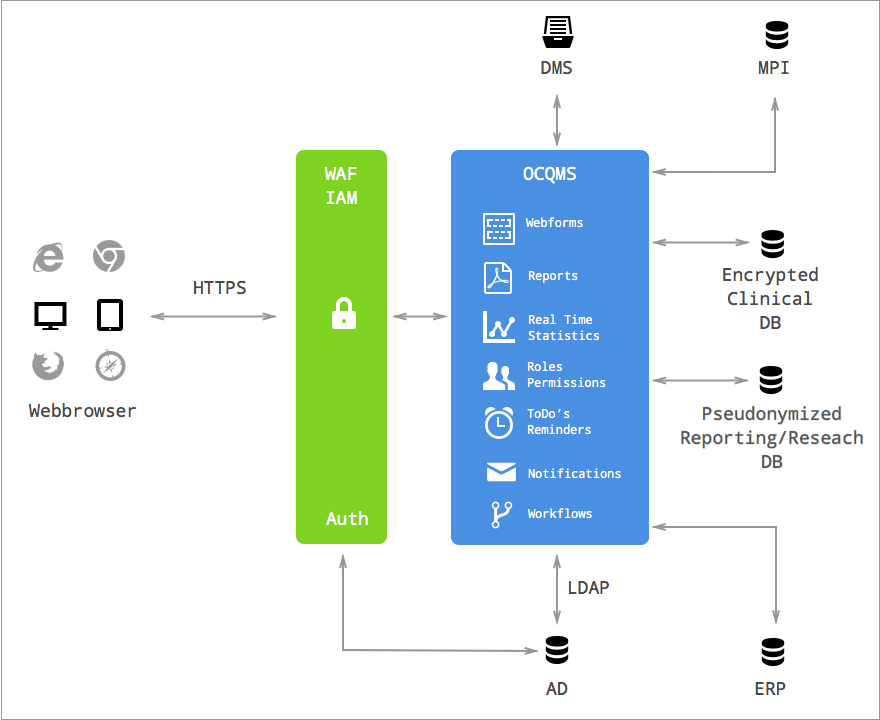 DMS
MPI
WAF
IAM
OCQMS
Webforms
Reports
Real Time
Statistics
Roles
Permissions
ToDo’s
Reminders
Notifications
Workflows
HTTPS
Webbrowser
Encrypted
Clinical
DB
Pseudonymized
Reporting/Reseach
DB
Auth
LDAP
AD
ERP